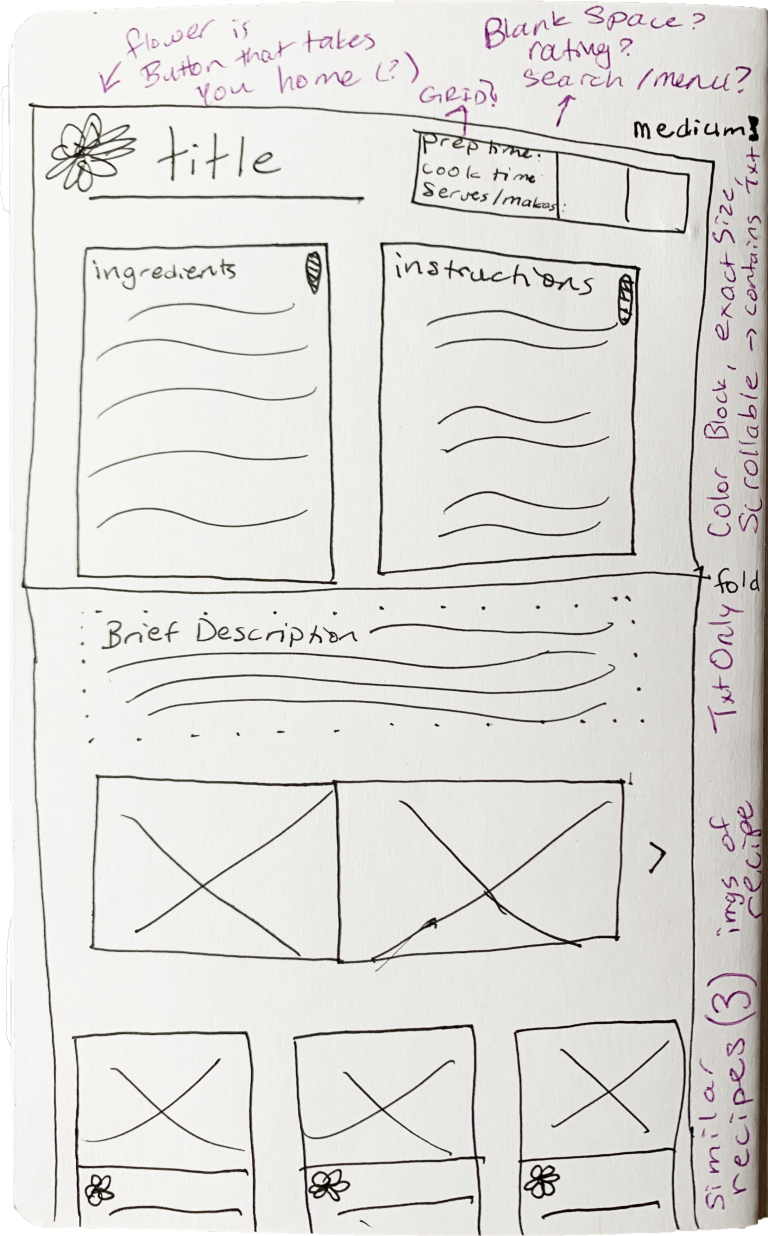 flower is
Button that takes
you home (?)
Blank Space?
rating?
search / menu?
GRID?
medium!
title
prep time:
cook time
Serves/makes:
ingredients
instructions
Color Block, exact size,
Scrollable → contains Txt
fold
Brief Description
Txt Only
imgs of
recipe
similar
recipes (3)